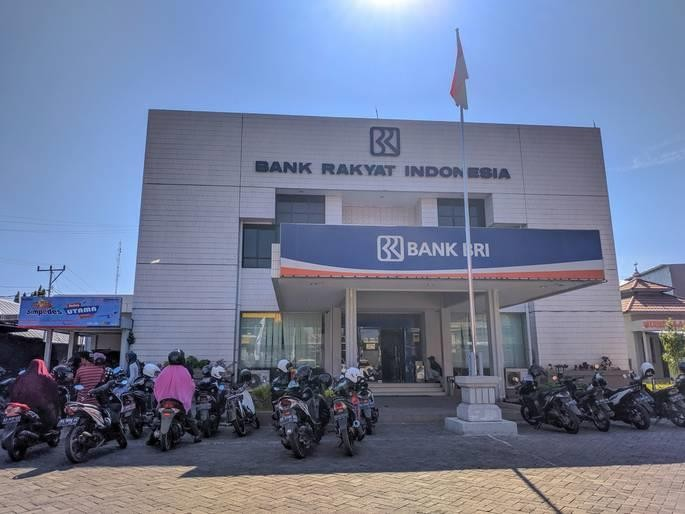 BANK RAKYAT INDONESIA
BANK BRI
Simpedes
UTAMA